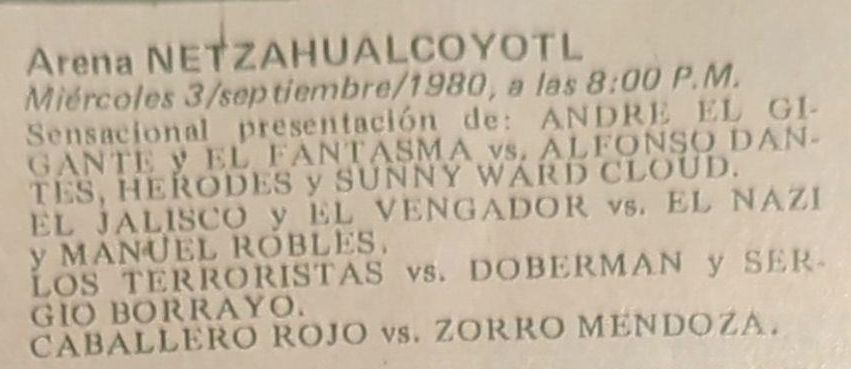 Arena NETZAHUALCOYOTL
Miércoles 3/septiembre/1980, a las 8:00 P.M.
Sensacional presentación de: ANDRE EL GI-
GANTE y EL FANTASMA vs. ALFONSO DAN-
TES, HERODES y SUNNY WARD CLOUD.
EL JALISCO y EL VENGADOR vs. EL NAZI
y MANUEL ROBLES.
LOS TERRORISTAS vs. DOBERMAN y SER-
GIO BORRAYO.
CABALLERO ROJO vs. ZORRO MENDOZA.